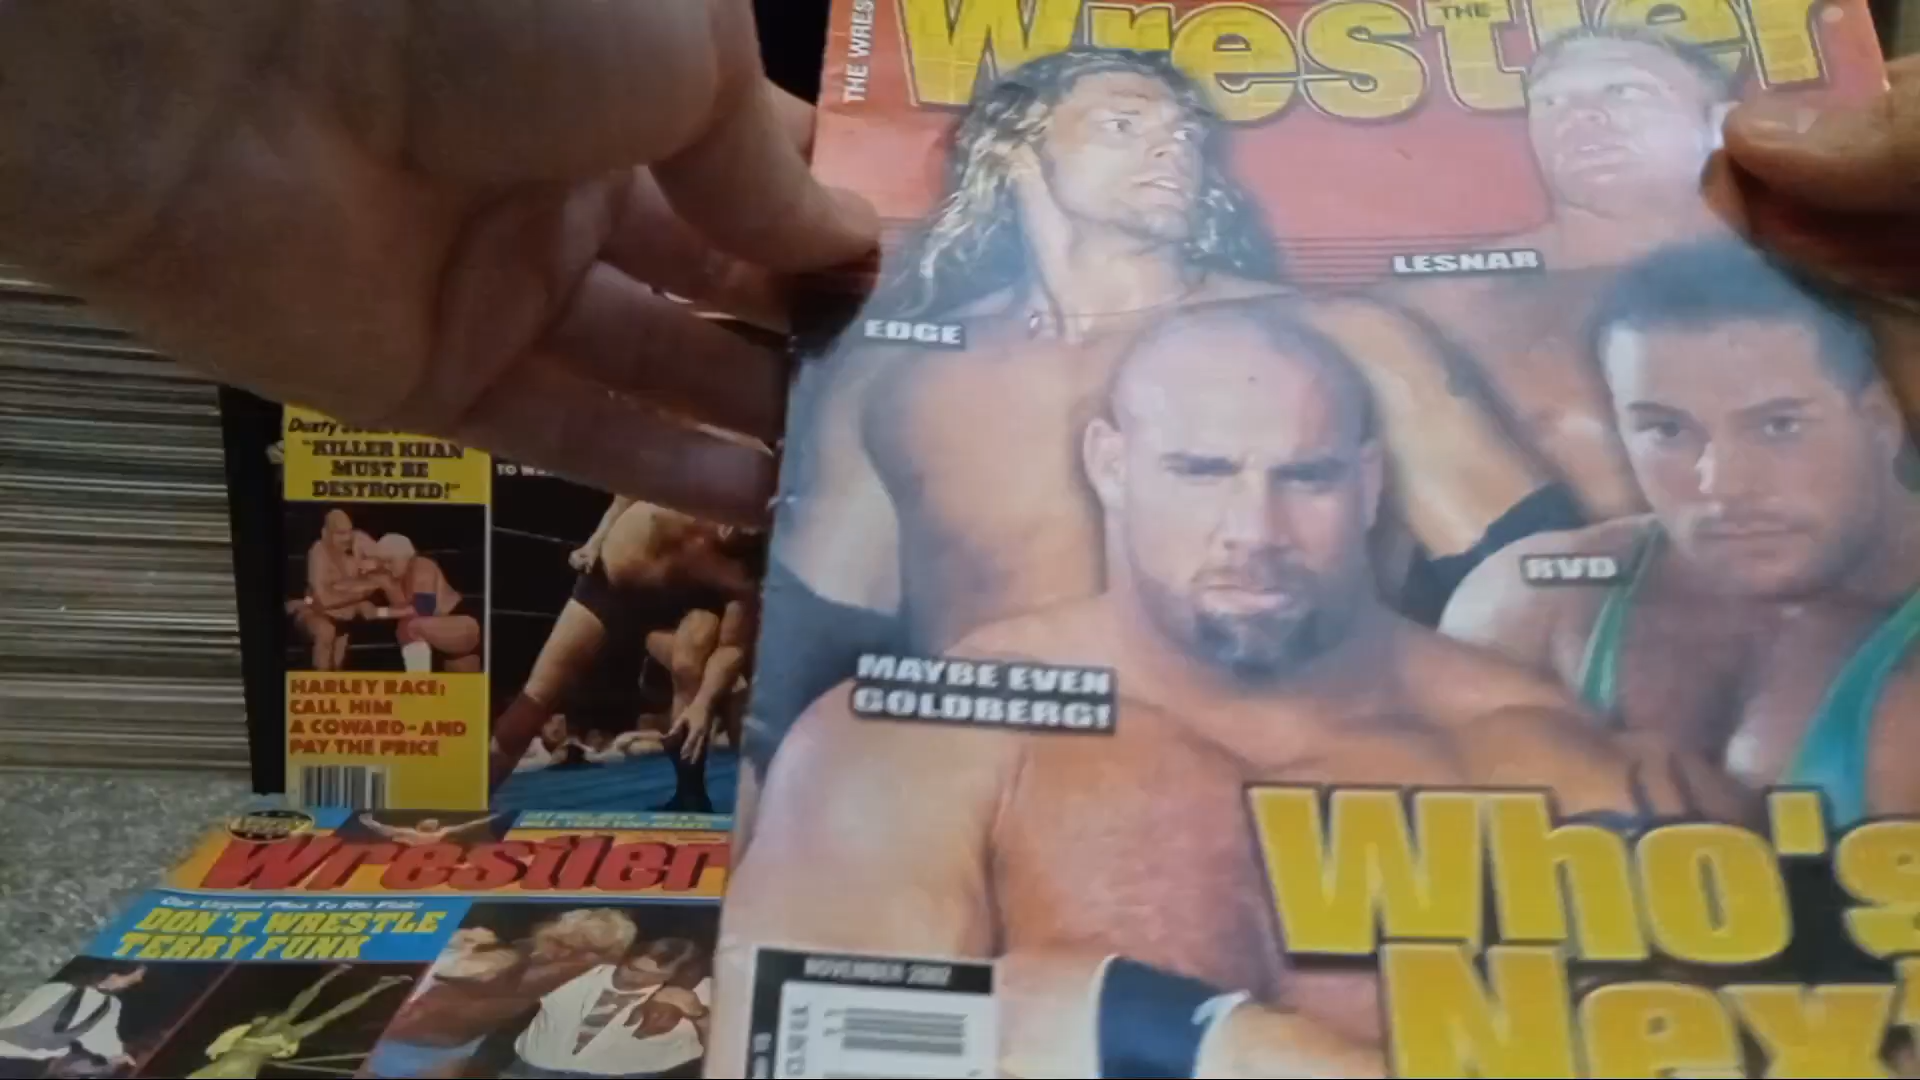 THE WRES
Wrestler
THE
LESNAR
EDGE
RVD
MAYBE EVEN
GOLDBERG!
Who's
Nex
NOVEMBER 2002
"KILLER KHAN
MUST BE
DESTROYED!"
HARLEY RACE:
CALL HIM
A COWARD-AND
PAY THE PRICE
Wrestler
DON'T WRESTLE
TERRY FUNK